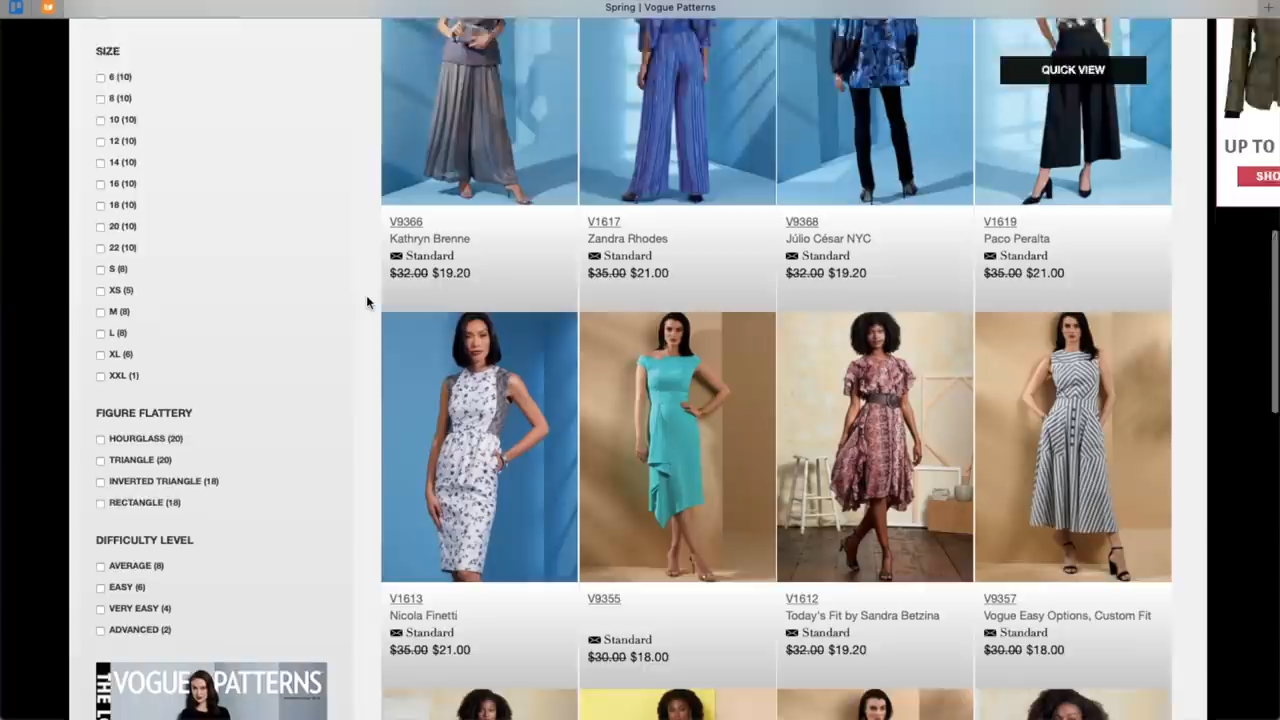 Spring | Vogue Patterns
SIZE
6 (10)
8 (10)
10 (10)
12 (10)
14 (10)
16 (10)
18 (10)
20 (10)
22 (10)
S (8)
XS (5)
M (8)
L (8)
XL (6)
XXL (1)
FIGURE FLATTERY
HOURGLASS (20)
TRIANGLE (20)
INVERTED TRIANGLE (18)
RECTANGLE (18)
DIFFICULTY LEVEL
AVERAGE (8)
EASY (6)
VERY EASY (4)
ADVANCED (2)
VOGUE PATTERNS
THE L
QUICK VIEW
V9366
Kathryn Brenne
Standard
$32.00 $19.20
V1617
Zandra Rhodes
Standard
$35.00 $21.00
V9368
Júlio César NYC
Standard
$32.00 $19.20
V1619
Paco Peralta
Standard
$35.00 $21.00
V1613
Nicola Finetti
Standard
$35.00 $21.00
V9355
Standard
$30.00 $18.00
V1612
Today's Fit by Sandra Betzina
Standard
$32.00 $19.20
V9357
Vogue Easy Options, Custom Fit
Standard
$30.00 $18.00
UP TO
SHO